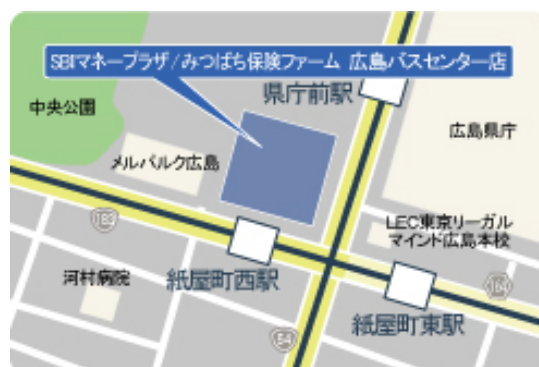 SBIマネープラザ/みつばち保険ファーム 広島バスセンター店
県庁前駅
中央公園
広島県庁
メルパルク広島
183
LEC東京リーガル
マインド広島本校
河村病院
紙屋町西駅
164
紙屋町東駅
54